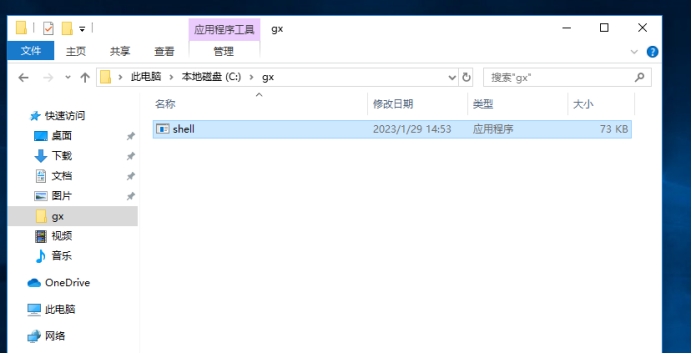 应用程序工具 gx
文件 主页 共享 查看 管理
此电脑 本地磁盘 (C:) gx 搜索"gx"
名称 修改日期 类型 大小
快速访问
shell 2023/1/29 14:53 应用程序 73 KB
桌面
下载
文档
图片
gx
视频
音乐
OneDrive
此电脑
网络